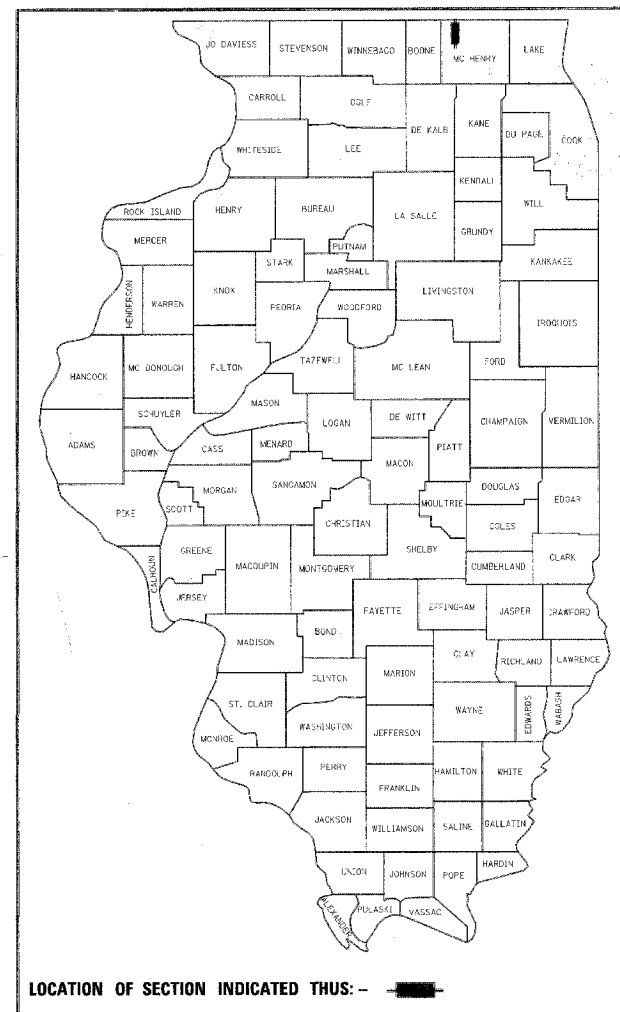 JO DAVIESS
STEVENSON
WINNEBAGO
BOONE
MC HENRY
LAKE
CARROLL
OGLE
DE KALB
KANE
DU PAGE
COOK
WHITESIDE
LEE
KENDALL
WILL
ROCK ISLAND
HENRY
BUREAU
LA SALLE
GRUNDY
MERCER
PUTNAM
STARK
MARSHALL
KANKAKEE
HENDERSON
WARREN
KNOX
PEORIA
WOODFORD
LIVINGSTON
IROQUOIS
HANCOCK
MC DONOUGH
FULTON
TAZEWELL
MC LEAN
FORD
MASON
SCHUYLER
LOGAN
DE WITT
CHAMPAIGN
VERMILION
ADAMS
BROWN
CASS
MENARD
MACON
PIATT
MORGAN
SANGAMON
DOUGLAS
PIKE
SCOTT
CHRISTIAN
MOULTRIE
EDGAR
COLES
SHELBY
GREENE
CALHOUN
MACOUPIN
MONTGOMERY
CUMBERLAND
CLARK
JERSEY
FAYETTE
EFFINGHAM
JASPER
CRAWFORD
MADISON
BOND
CLAY
RICHLAND
LAWRENCE
CLINTON
MARION
ST. CLAIR
WAYNE
EDWARDS
WABASH
MONROE
WASHINGTON
JEFFERSON
RANDOLPH
PERRY
HAMILTON
WHITE
FRANKLIN
JACKSON
WILLIAMSON
SALINE
GALLATIN
UNION
JOHNSON
POPE
HARDIN
ALEXANDER
PULASKI
VASSAC
LOCATION OF SECTION INDICATED THUS: -